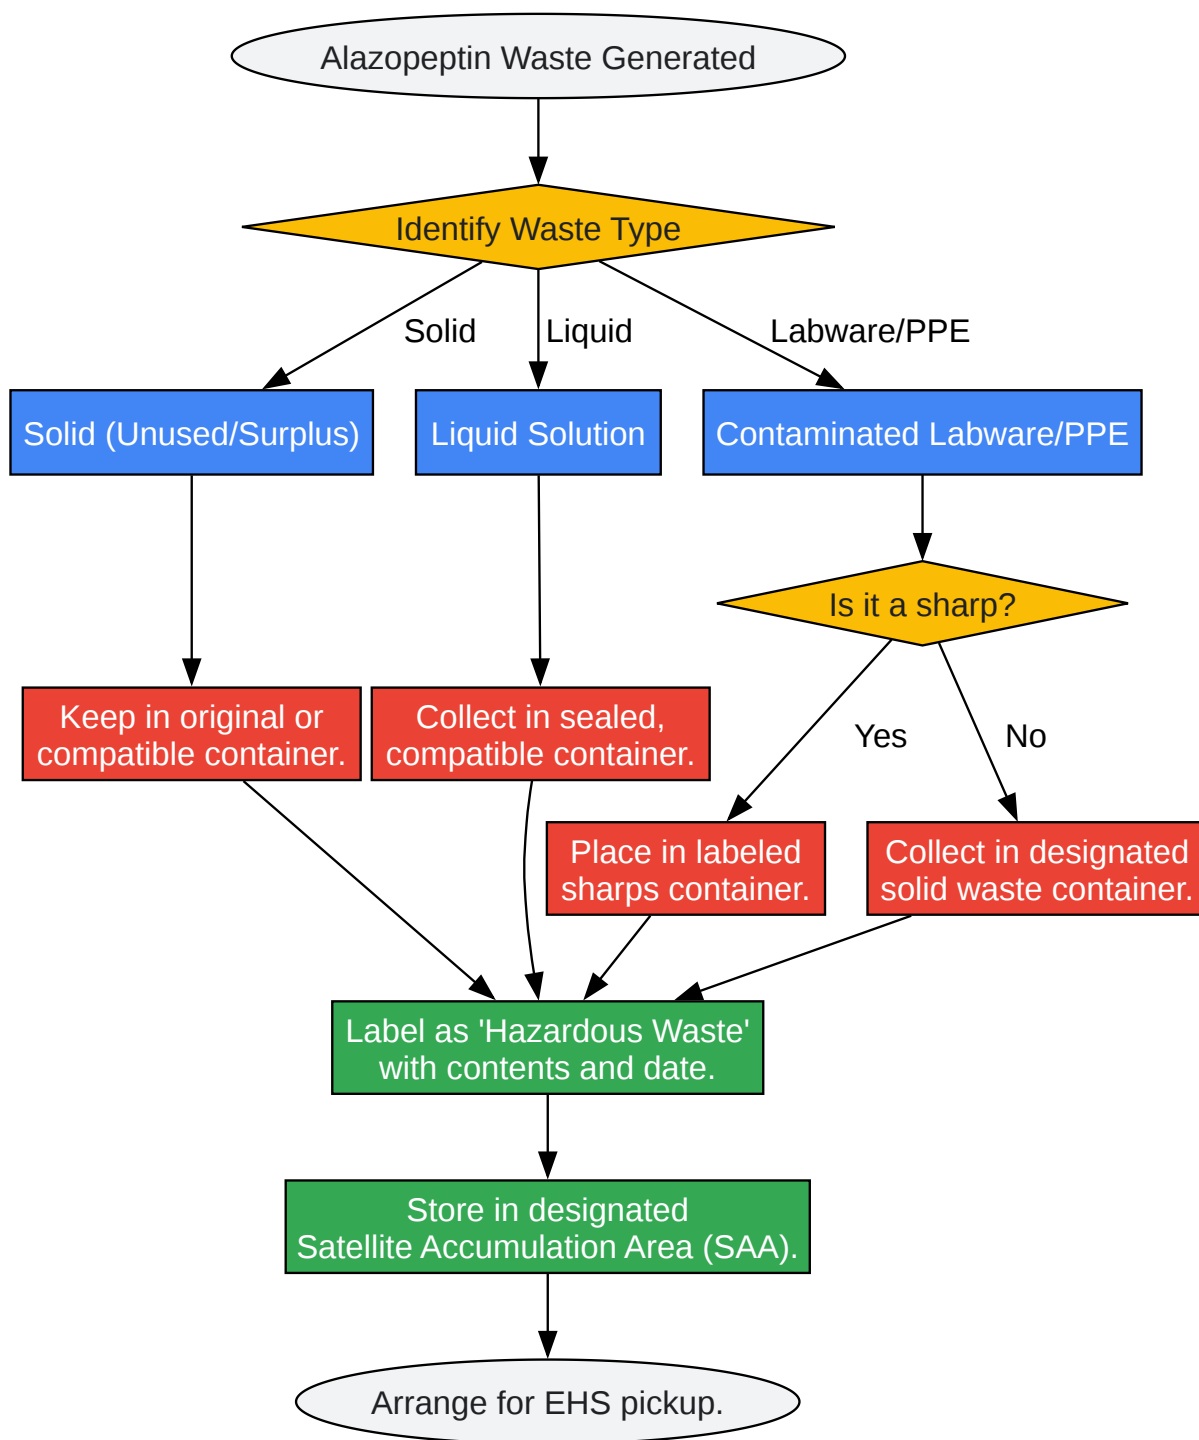 Alazopeptin Waste Generated
Identify Waste Type
Solid
Liquid
Labware/PPE
Solid (Unused/Surplus)
Liquid Solution
Contaminated Labware/PPE
Is it a sharp?
Keep in original or
compatible container.
Collect in sealed,
compatible container.
Yes
No
Place in labeled
sharps container.
Collect in designated
solid waste container.
Label as 'Hazardous Waste'
with contents and date.
Store in designated
Satellite Accumulation Area (SAA).
Arrange for EHS pickup.